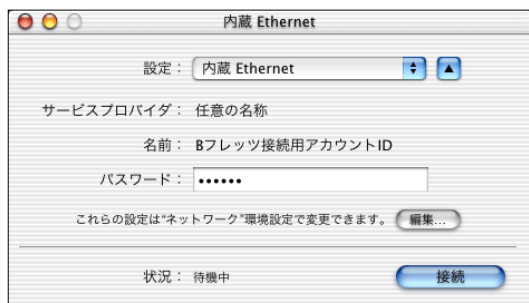 内蔵 Ethernet
設定： 内蔵 Ethernet
サービスプロバイダ： 任意の名称
名前： Bフレッツ接続用アカウントID
パスワード： ••••••
これらの設定は"ネットワーク"環境設定で変更できます。 編集...
状況： 待機中 接続